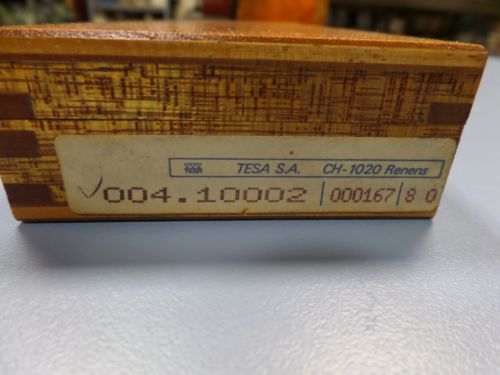 TESA TESA S.A. CH-1020 Renens
004.10002 000167 8 0